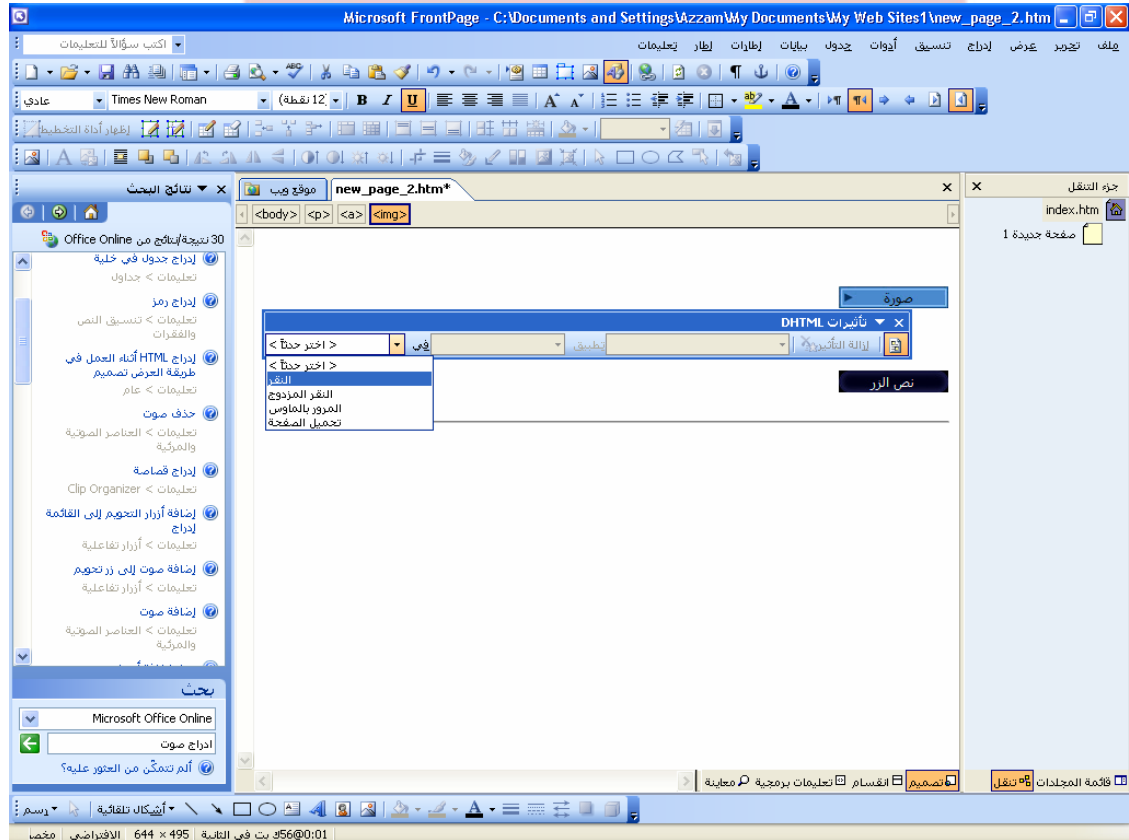 Microsoft FrontPage - C:\Documents and Settings\Azzam\My Documents\My Web Sites1\new_page_2.htm
ملف تحرير عرض إدراج تنسيق أدوات جدول بيانات إطارات إطار تعليمات
اكتب سؤالاً للتعليمات
عادي Times New Roman 12 (نقطة) B I U
إظهار أداة التخطيط
نتائج البحث
موقع ويب new_page_2.htm*
جزء التنقل
<body> <p> <a> <img>
index.htm
صفحة جديدة 1
30 نتيجة/نتائج من Office Online
إدراج جدول في خلية
تعليمات > جداول
إدراج رمز
تعليمات > تنسيق النص
والفقرات
إدراج HTML أثناء العمل في
طريقة العرض تصميم
تعليمات > عام
حذف صوت
تعليمات > العناصر الصوتية
والمرئية
إدراج قصاصة
تعليمات > Clip Organizer
إضافة أزرار التحويم إلى القائمة
إدراج
تعليمات > أزرار تفاعلية
إضافة صوت إلى زر تحويم
تعليمات > أزرار تفاعلية
إضافة صوت
تعليمات > العناصر الصوتية
والمرئية
بحث
Microsoft Office Online
ادراج صوت
ألم تتمكّن من العثور عليه؟
صورة
تأثيرات DHTML
إزالة التأثير تطبيق في < اختر حدثاً >
< اختر حدثاً >
النقر
النقر المزدوج
المرور بالماوس
تحميل الصفحة
نص الزر
تصميم انقسام تعليمات برمجية معاينة
قائمة المجلدات تنقل
رسم أشكال تلقائية
0:01@56ك بت في الثانية 644 × 495 الافتراضي مخصص